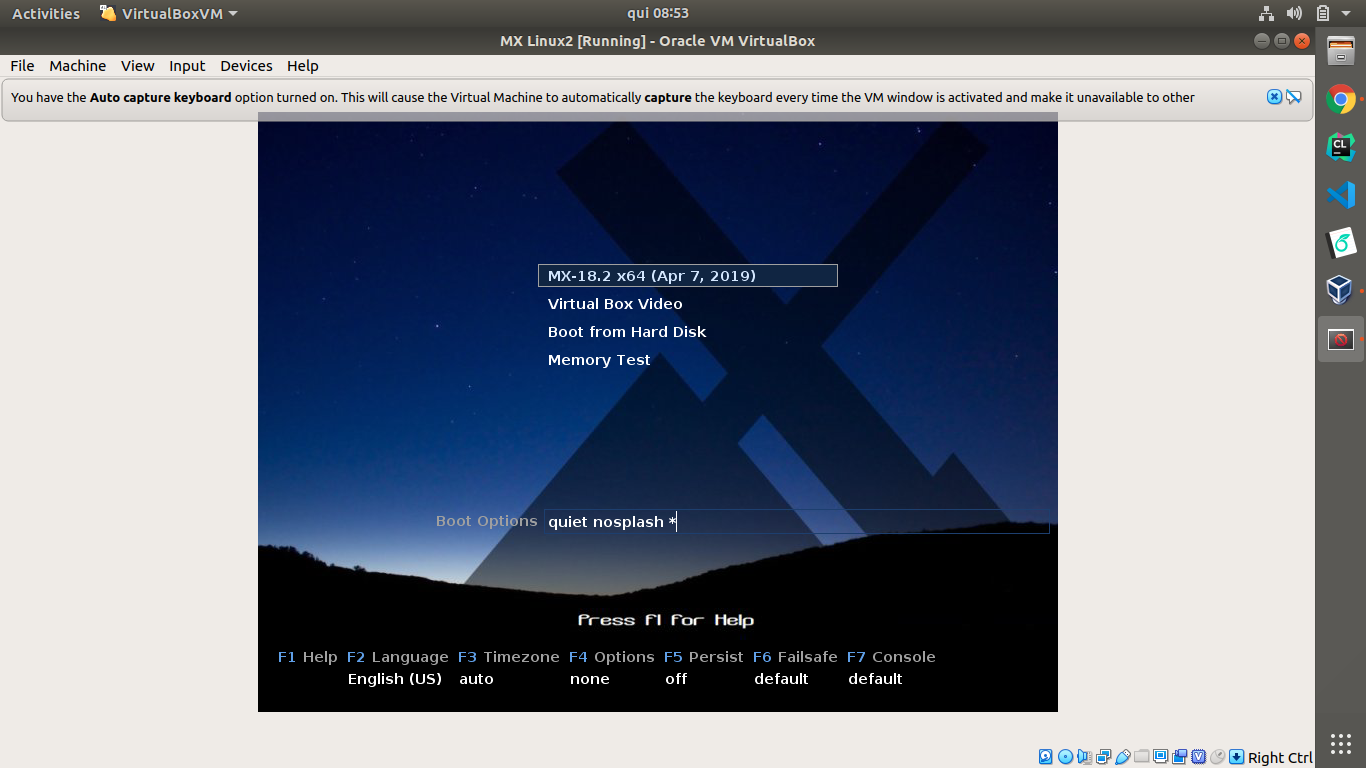 Activities VirtualBoxVM qui 08:53
MX Linux2 [Running] - Oracle VM VirtualBox
File Machine View Input Devices Help
You have the Auto capture keyboard option turned on. This will cause the Virtual Machine to automatically capture the keyboard every time the VM window is activated and make it unavailable to other
CL
MX-18.2 x64 (Apr 7, 2019)
Virtual Box Video
Boot from Hard Disk
Memory Test
Boot Options quiet nosplash *
Press f1 for Help
F1 Help F2 Language F3 Timezone F4 Options F5 Persist F6 Failsafe F7 Console
English (US) auto none off default default
Right Ctrl